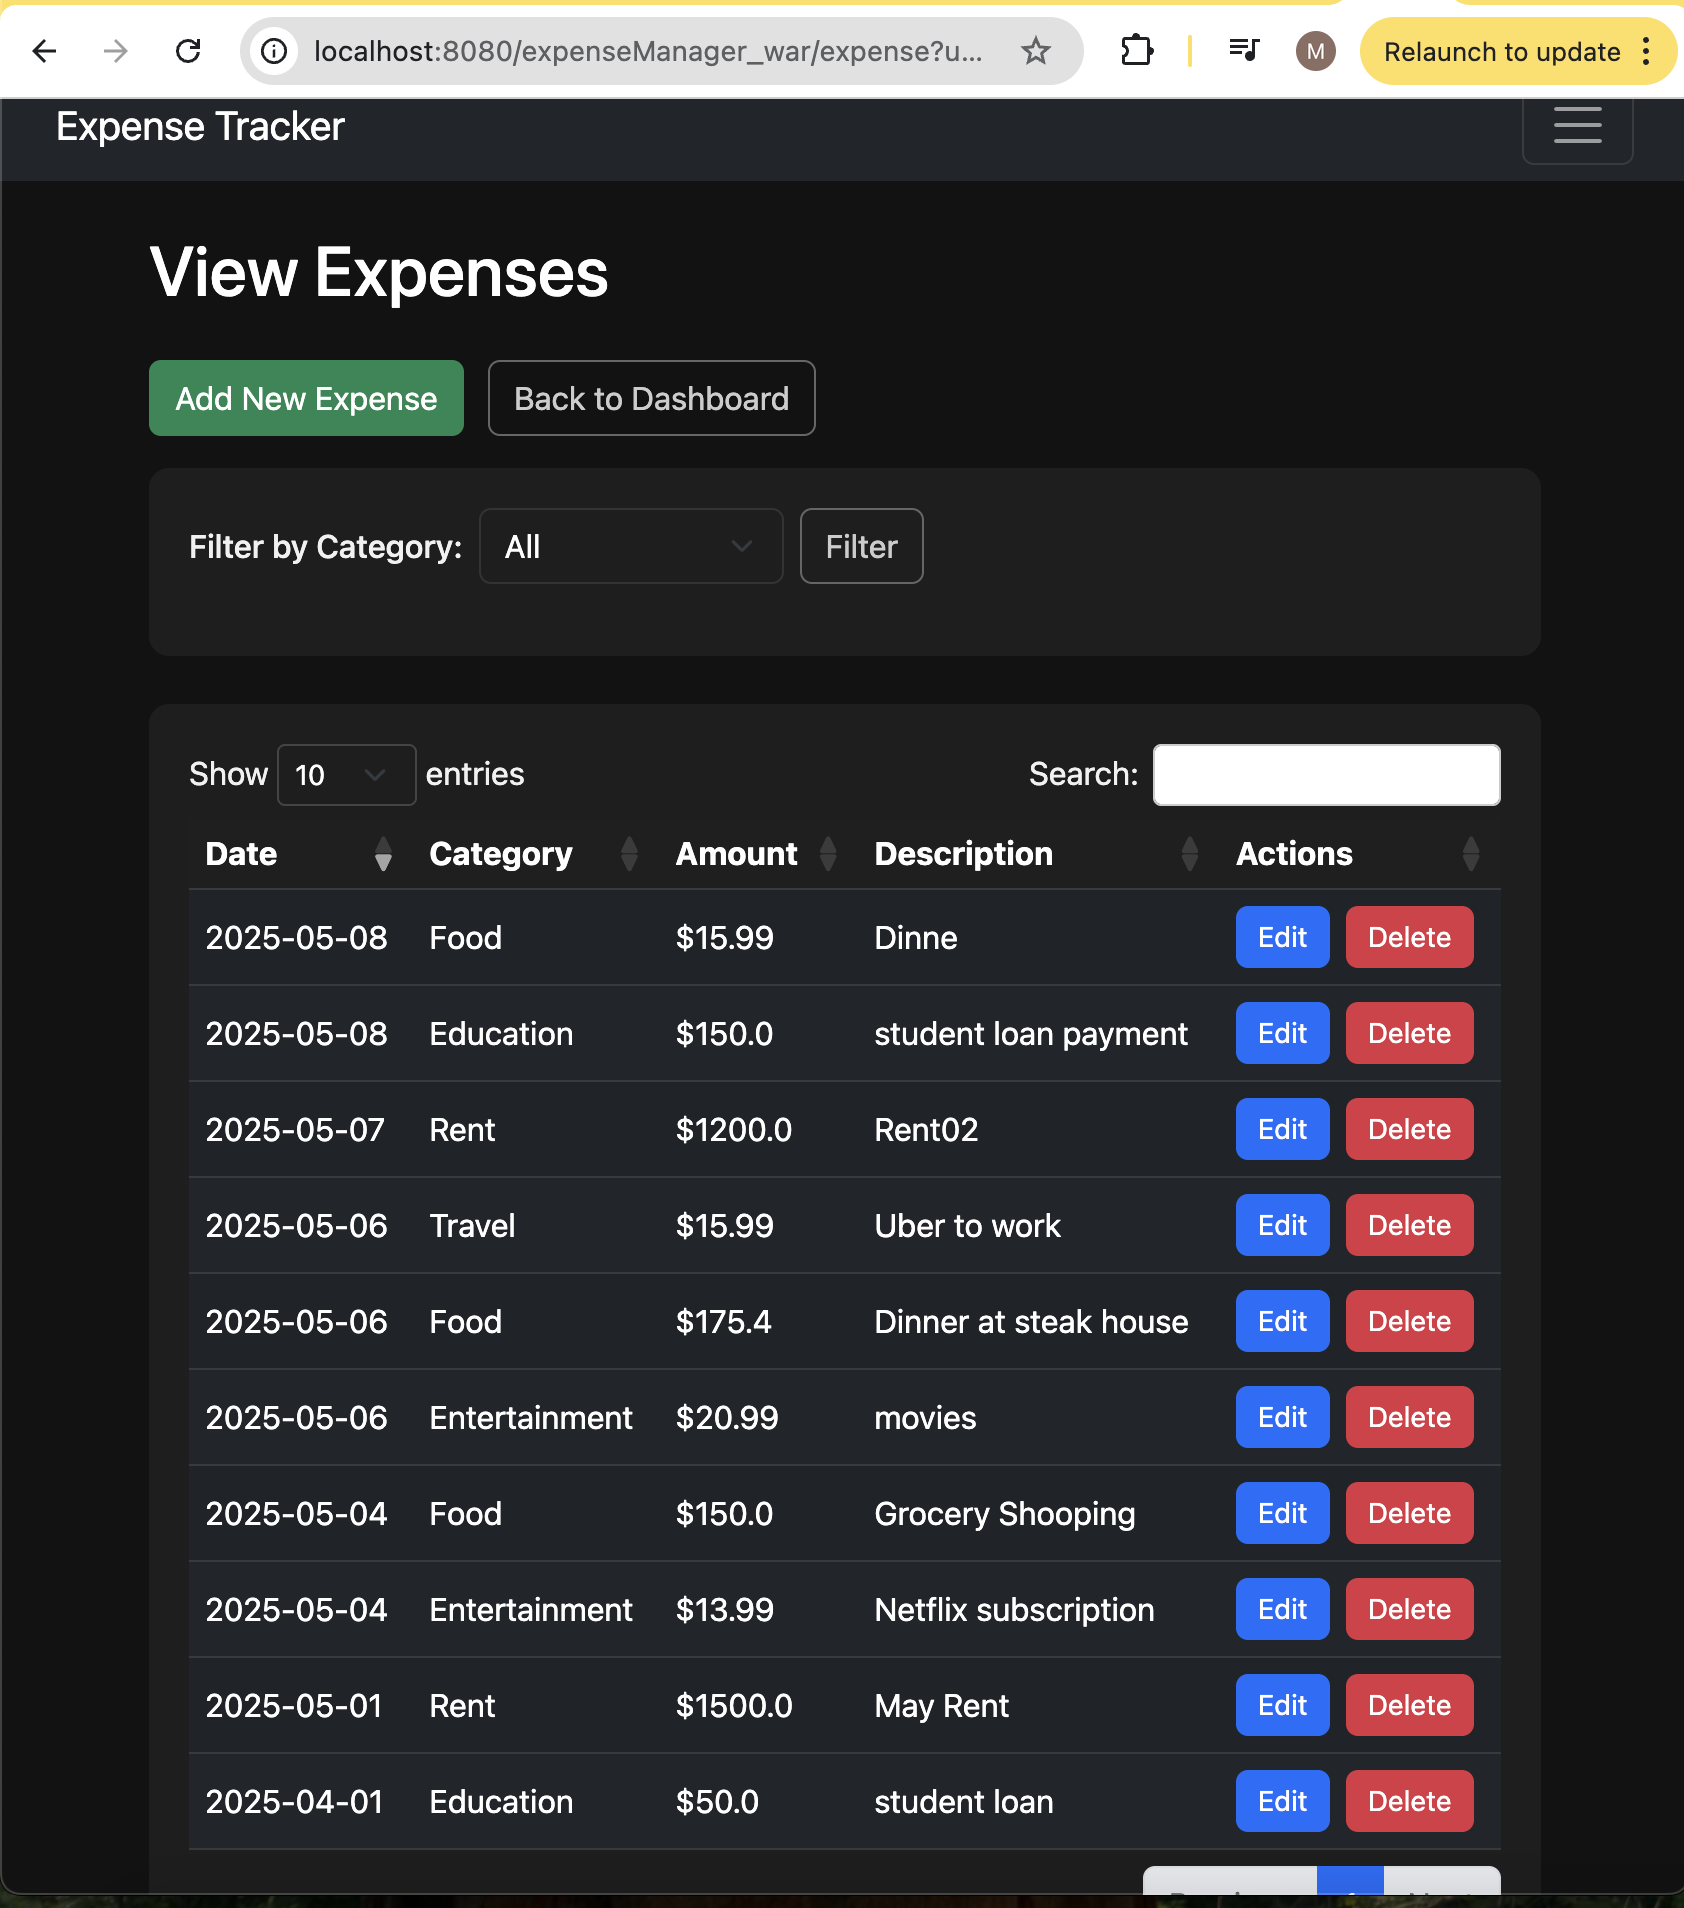 localhost:8080/expenseManager_war/expense?u...
M
Relaunch to update
Expense Tracker
View Expenses
Add New Expense
Back to Dashboard
Filter by Category:
All
Filter
Show 10 entries
Search:
Date Category Amount Description Actions
2025-05-08 Food $15.99 Dinne Edit Delete
2025-05-08 Education $150.0 student loan payment Edit Delete
2025-05-07 Rent $1200.0 Rent02 Edit Delete
2025-05-06 Travel $15.99 Uber to work Edit Delete
2025-05-06 Food $175.4 Dinner at steak house Edit Delete
2025-05-06 Entertainment $20.99 movies Edit Delete
2025-05-04 Food $150.0 Grocery Shooping Edit Delete
2025-05-04 Entertainment $13.99 Netflix subscription Edit Delete
2025-05-01 Rent $1500.0 May Rent Edit Delete
2025-04-01 Education $50.0 student loan Edit Delete